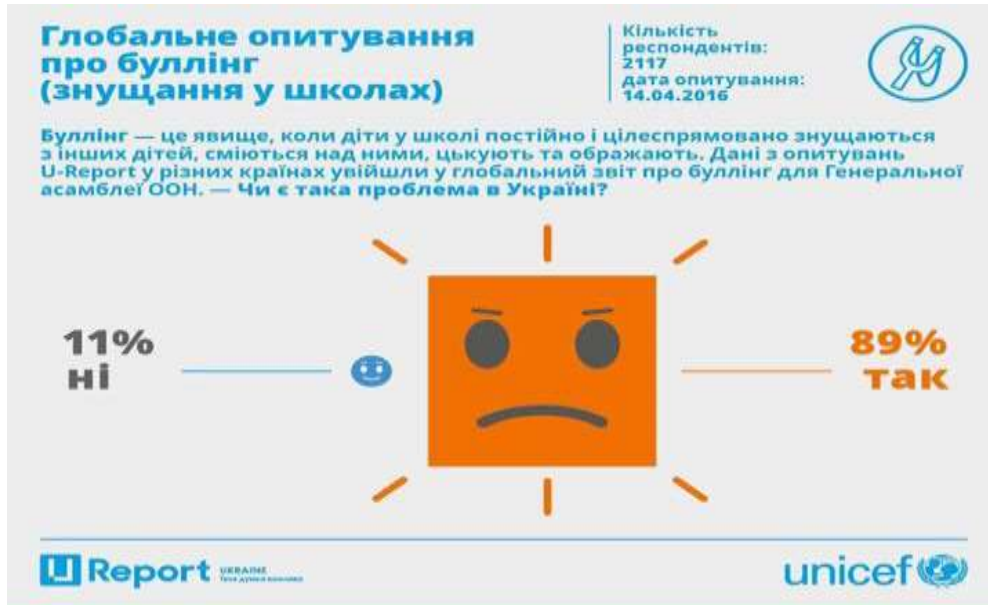 Глобальне опитування
про буллінг
(знущання у школах)
Кількість
респондентів:
2117
дата опитування:
14.04.2016
Буллінг — це явище, коли діти у школі постійно і цілеспрямовано знущаються
з інших дітей, сміються над ними, цькують та ображають. Дані з опитувань
U-Report у різних країнах увійшли у глобальний звіт про буллінг для Генеральної
асамблеї ООН. — Чи є така проблема в Україні?
11%
ні
89%
так
U Report UKRAINE
unicef